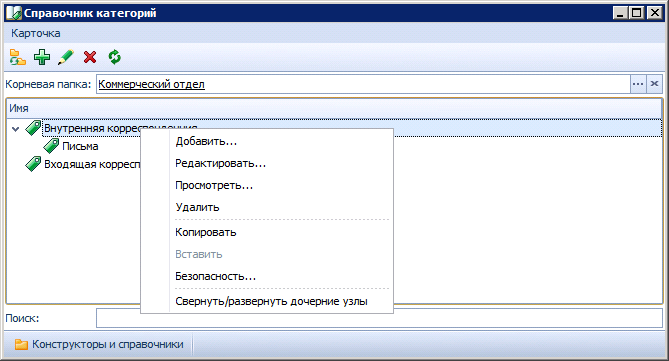 Справочник категорий
Карточка
Корневая папка: Коммерческий отдел
Имя
Внутренняя корреспонденция
Письма
Входящая корресп
Добавить...
Редактировать...
Просмотреть...
Удалить
Копировать
Вставить
Безопасность...
Свернуть/развернуть дочерние узлы
Поиск:
Конструкторы и справочники